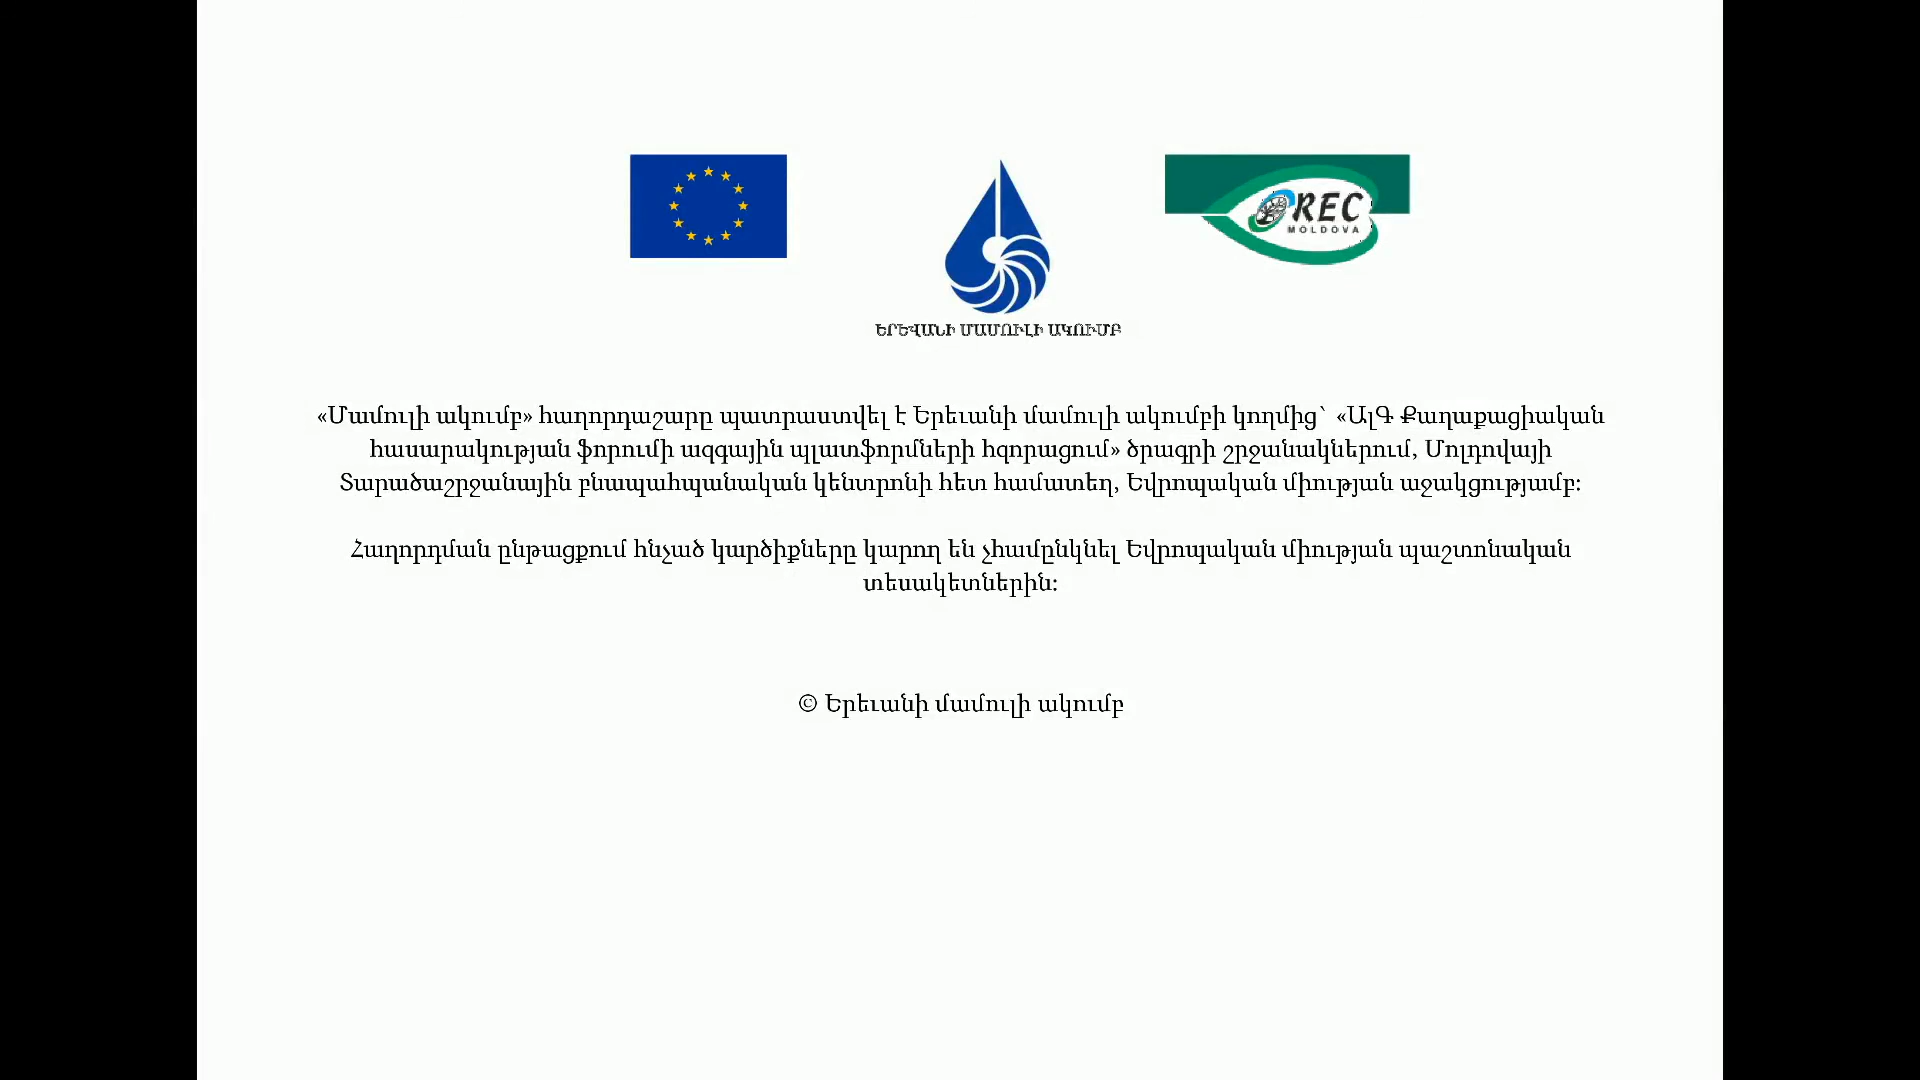 REC
MOLDOVA
ԵՐԵՎԱՆԻ ՄԱՄՈՒԼԻ ԱԿՈՒՄԲ
«Մամուլի ակումբ» հաղորդաշարը պատրաստվել է Երեւանի մամուլի ակումբի կողմից` «ԱլԳ Քաղաքացիական
հասարակության ֆորումի ազգային պլատֆորմների հզորացում» ծրագրի շրջանակներում, Մոլդովայի
Տարածաշրջանային բնապահպանական կենտրոնի հետ համատեղ, Եվրոպական միության աջակցությամբ։
Հաղորդման ընթացքում հնչած կարծիքները կարող են չհամընկնել Եվրոպական միության պաշտոնական
տեսակետներին։
© Երեւանի մամուլի ակումբ